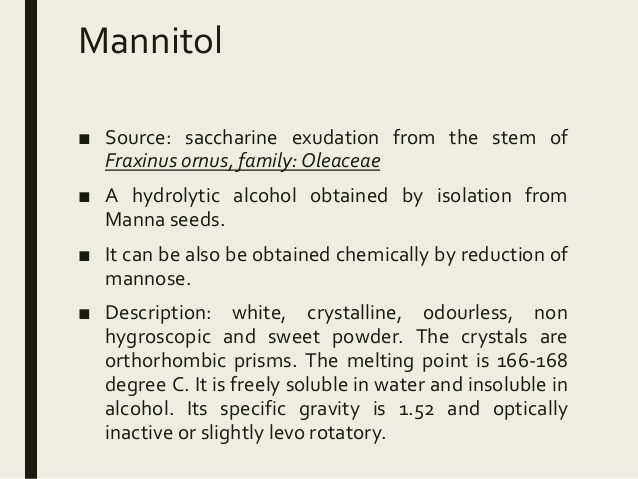 Mannitol
■ Source: saccharine exudation from the stem of
Fraxinus ornus, family: Oleaceae
■ A hydrolytic alcohol obtained by isolation from
Manna seeds.
■ It can be also be obtained chemically by reduction of
mannose.
■ Description: white, crystalline, odourless, non
hygroscopic and sweet powder. The crystals are
orthorhombic prisms. The melting point is 166-168
degree C. It is freely soluble in water and insoluble in
alcohol. Its specific gravity is 1.52 and optically
inactive or slightly levo rotatory.